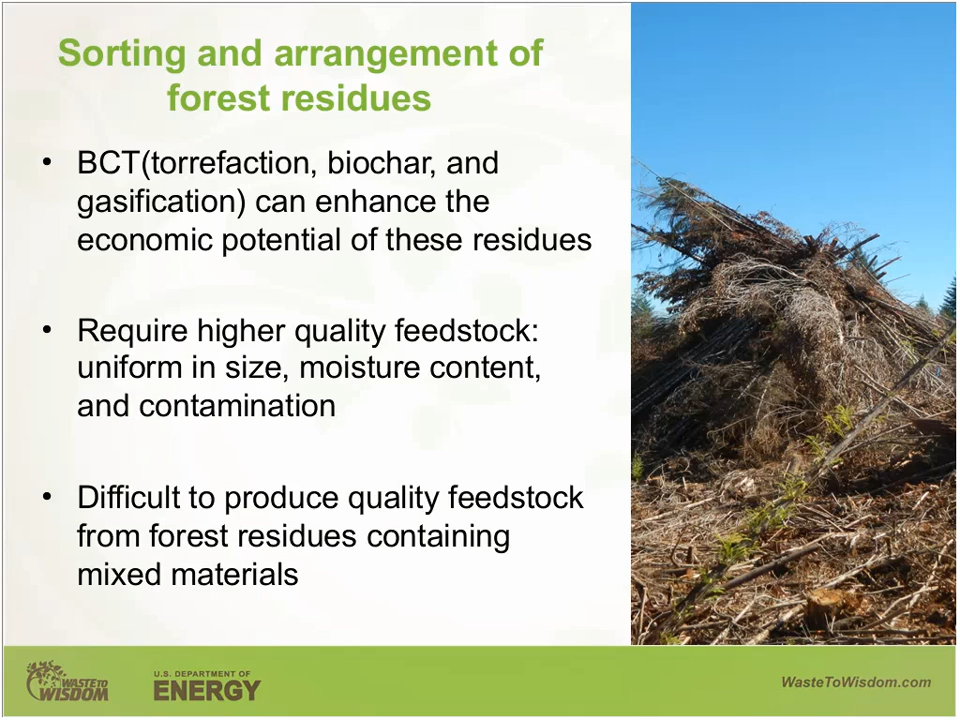 Sorting and arrangement of
forest residues
• BCT(torrefaction, biochar, and
gasification) can enhance the
economic potential of these residues
• Require higher quality feedstock:
uniform in size, moisture content,
and contamination
• Difficult to produce quality feedstock
from forest residues containing
mixed materials
WASTE TO
WISDOM
U.S. DEPARTMENT OF
ENERGY
WasteToWisdom.com